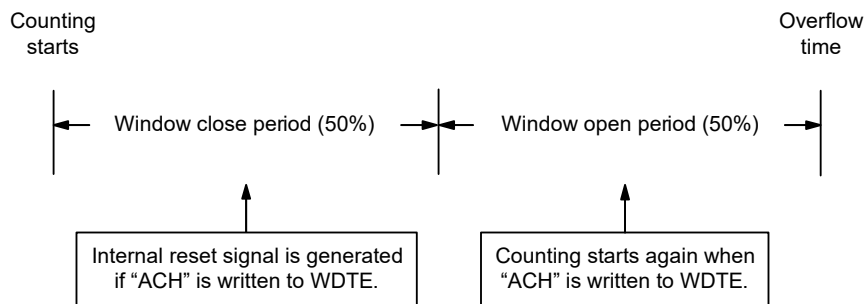 Counting
starts
Overflow
time
Window close period (50%)
Window open period (50%)
Internal reset signal is generated
if “ACH” is written to WDTE.
Counting starts again when
“ACH” is written to WDTE.